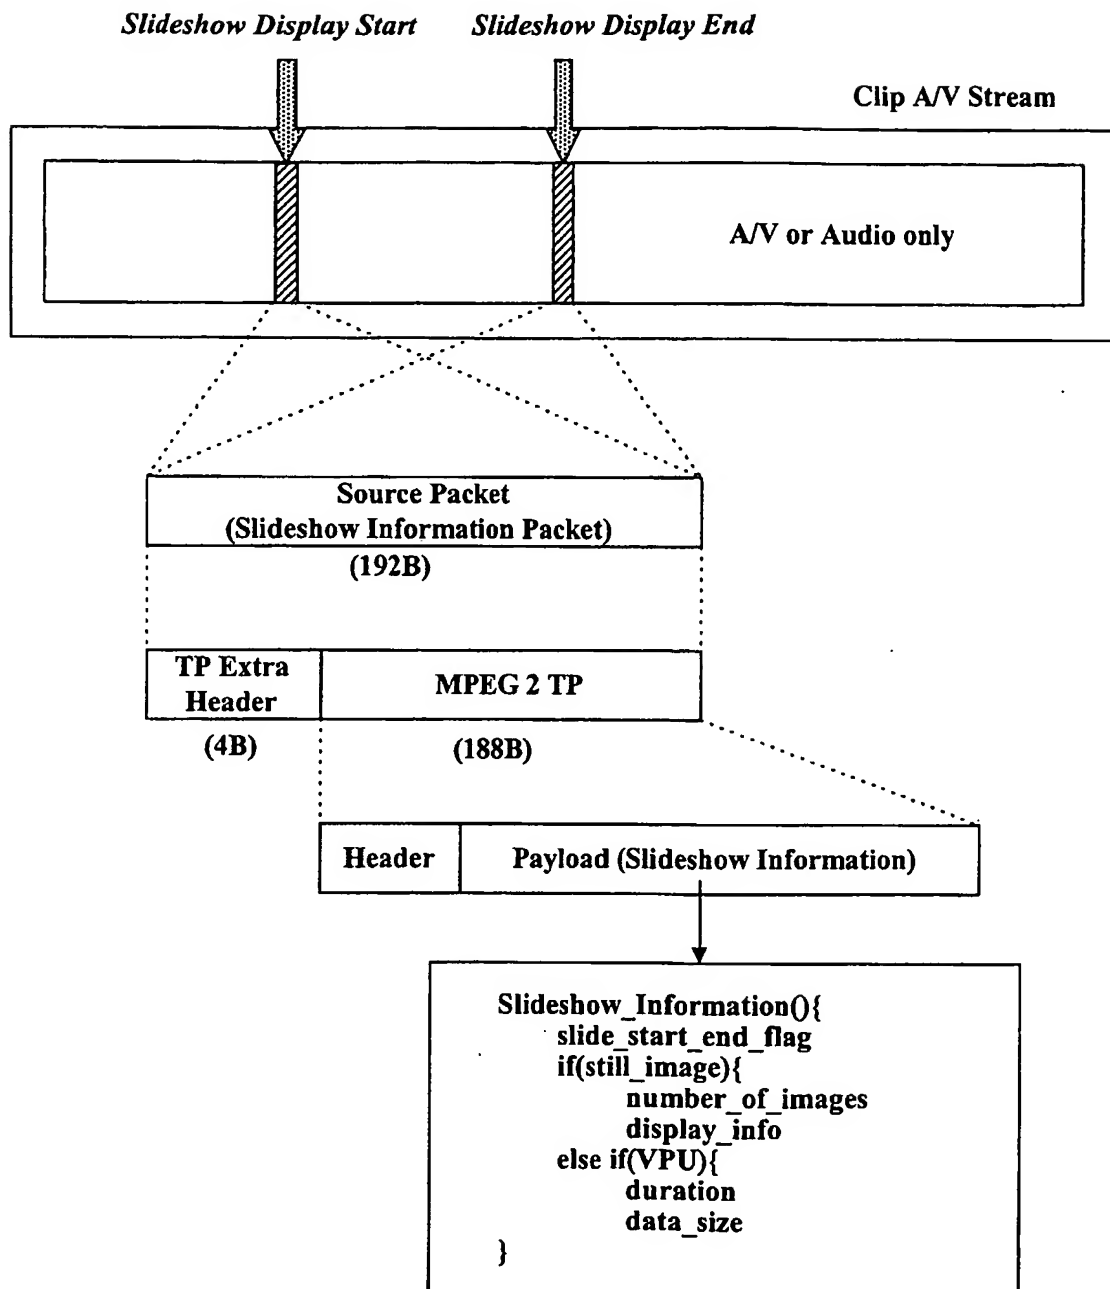 Slideshow Display Start
Slideshow Display End
Clip A/V Stream
A/V or Audio only
Source Packet
(Slideshow Information Packet)
(192B)
TP Extra
Header
MPEG 2 TP
(4B)
(188B)
Header
Payload (Slideshow Information)
Slideshow_Information(){
slide_start_end_flag
if(still_image){
number_of_images
display_info
else if(VPU){
duration
data_size
}